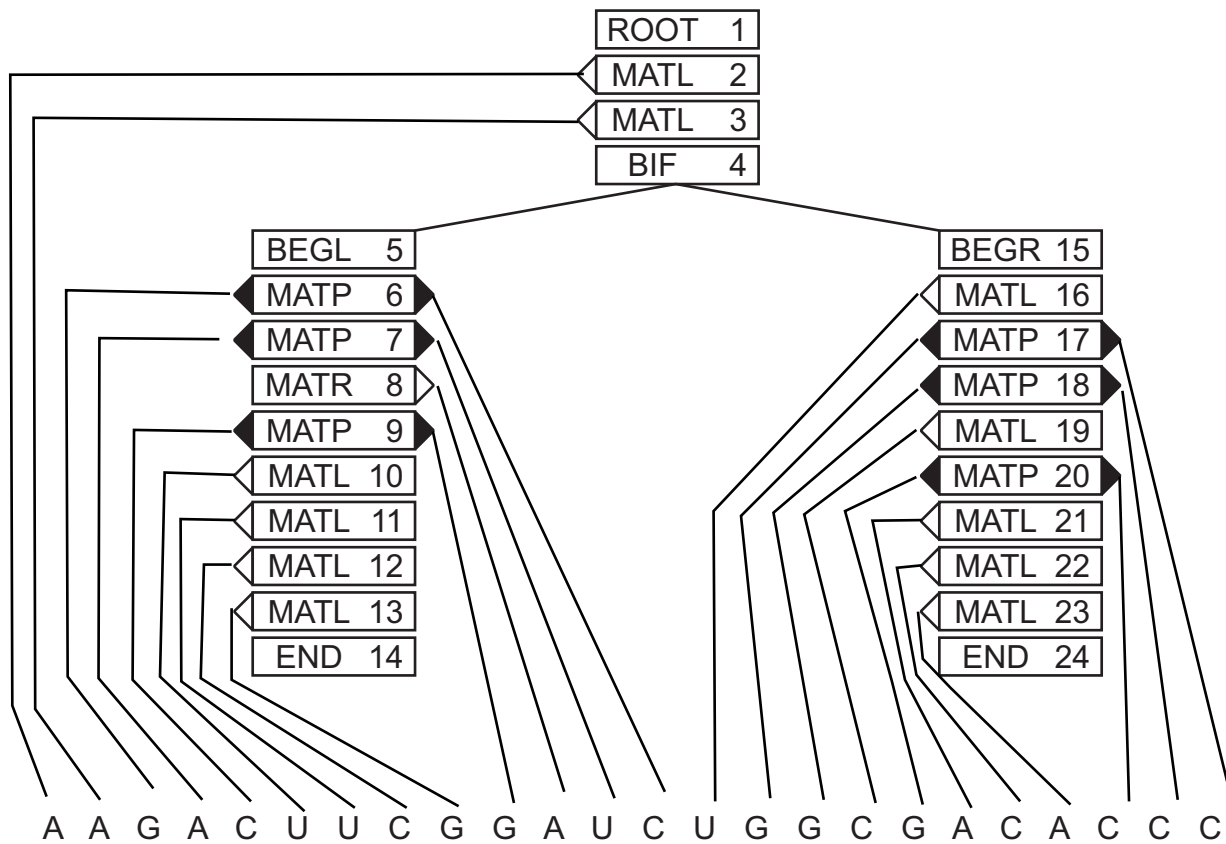 ROOT 1
MATL 2
MATL 3
BIF 4
BEGL 5
MATP 6
MATP 7
MATR 8
MATP 9
MATL 10
MATL 11
MATL 12
MATL 13
END 14
BEGR 15
MATL 16
MATP 17
MATP 18
MATL 19
MATP 20
MATL 21
MATL 22
MATL 23
END 24
A A G A C U U C G G A U C U G G C G A C A C C C